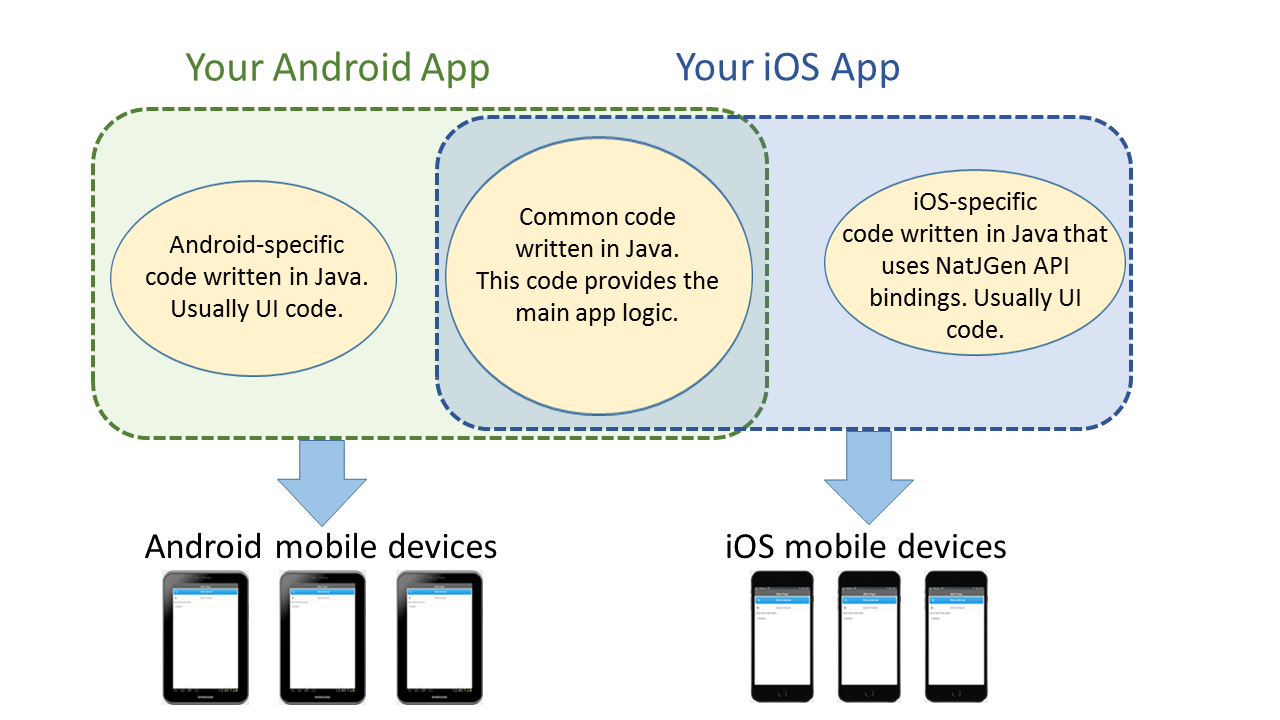 Your Android App
Your iOS App
Android-specific
code written in Java.
Usually UI code.
Common code
written in Java.
This code provides the
main app logic.
iOS-specific
code written in Java that
uses NatJGen API
bindings. Usually UI
code.
Android mobile devices
iOS mobile devices